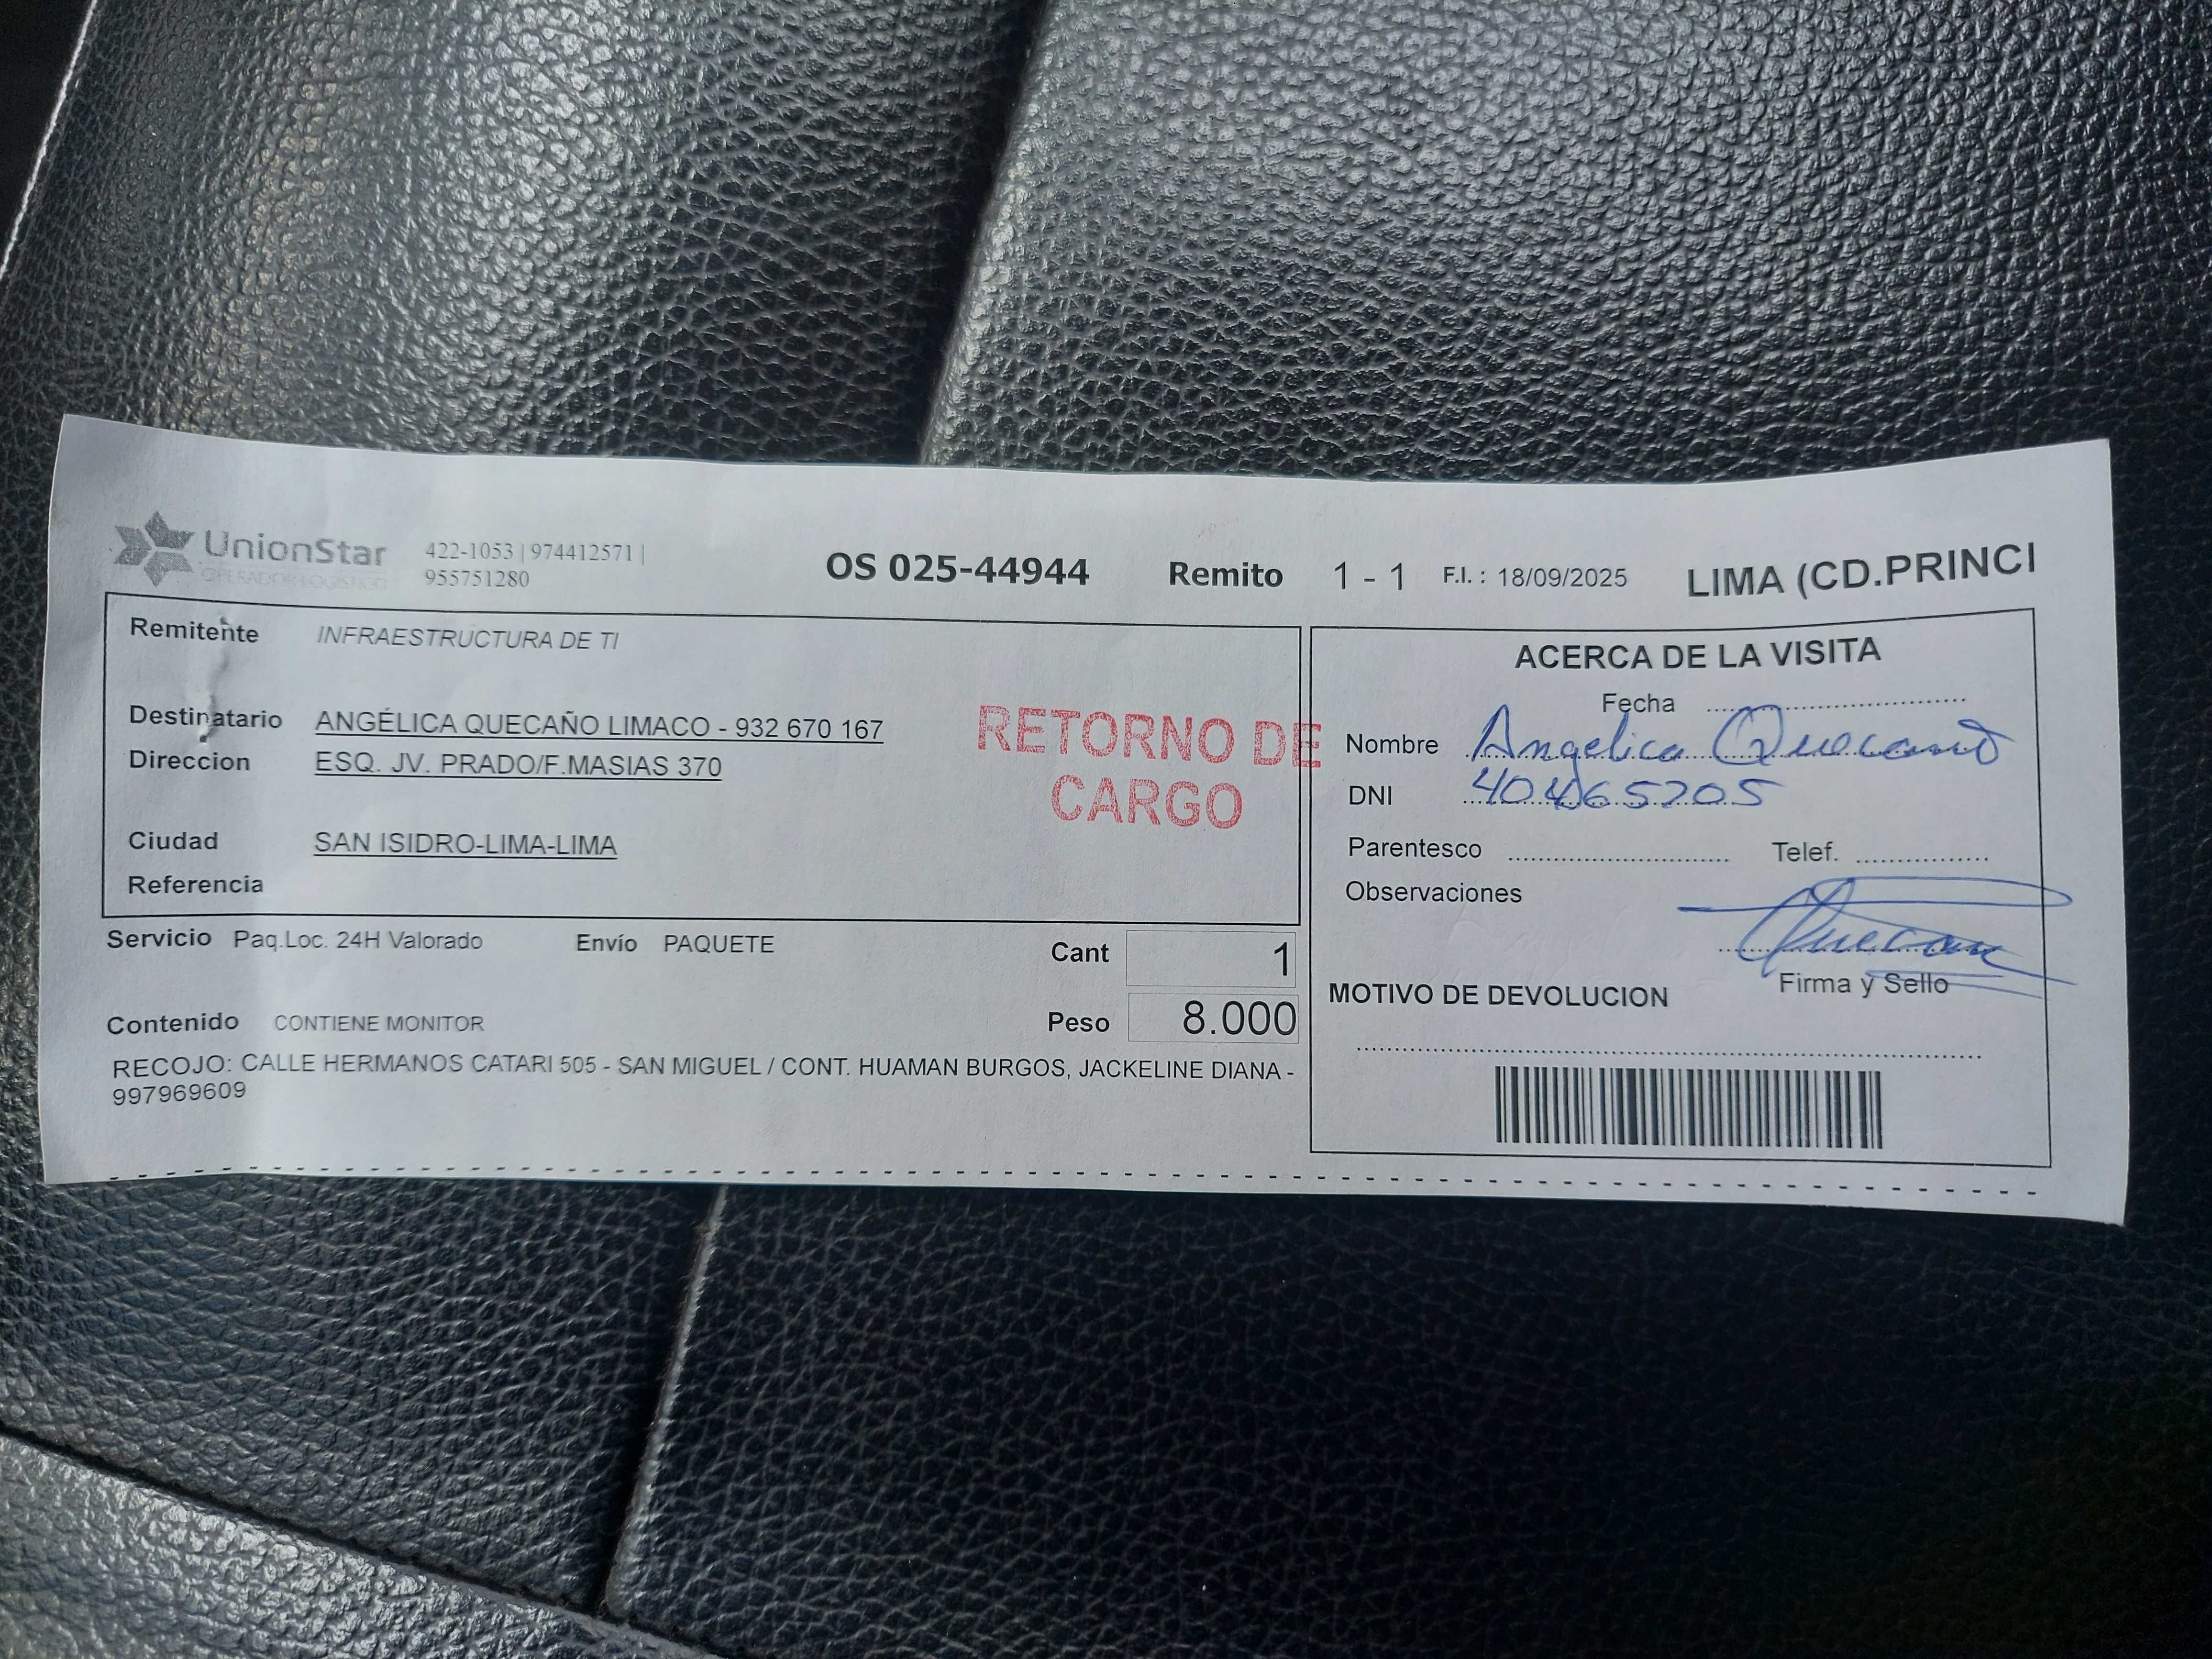 UnionStar
OPERADOR LOGISTICO
422-1053 | 974412571 |
955751280
OS 025-44944
Remito 1 - 1
F.I. : 18/09/2025
LIMA (CD.PRINCI
Remitente INFRAESTRUCTURA DE TI
Destinatario ANGÉLICA QUECAÑO LIMACO - 932 670 167
Direccion ESQ. JV. PRADO/F.MASIAS 370
Ciudad SAN ISIDRO-LIMA-LIMA
Referencia
RETORNO DE
CARGO
Servicio Paq.Loc. 24H Valorado Envío PAQUETE
Cant 1
Contenido CONTIENE MONITOR
Peso 8.000
RECOJO: CALLE HERMANOS CATARI 505 - SAN MIGUEL / CONT. HUAMAN BURGOS, JACKELINE DIANA -
997969609
ACERCA DE LA VISITA
Fecha
Nombre Angelica Quecaño
DNI
Parentesco Telef.
Observaciones
Firma y Sello
MOTIVO DE DEVOLUCION